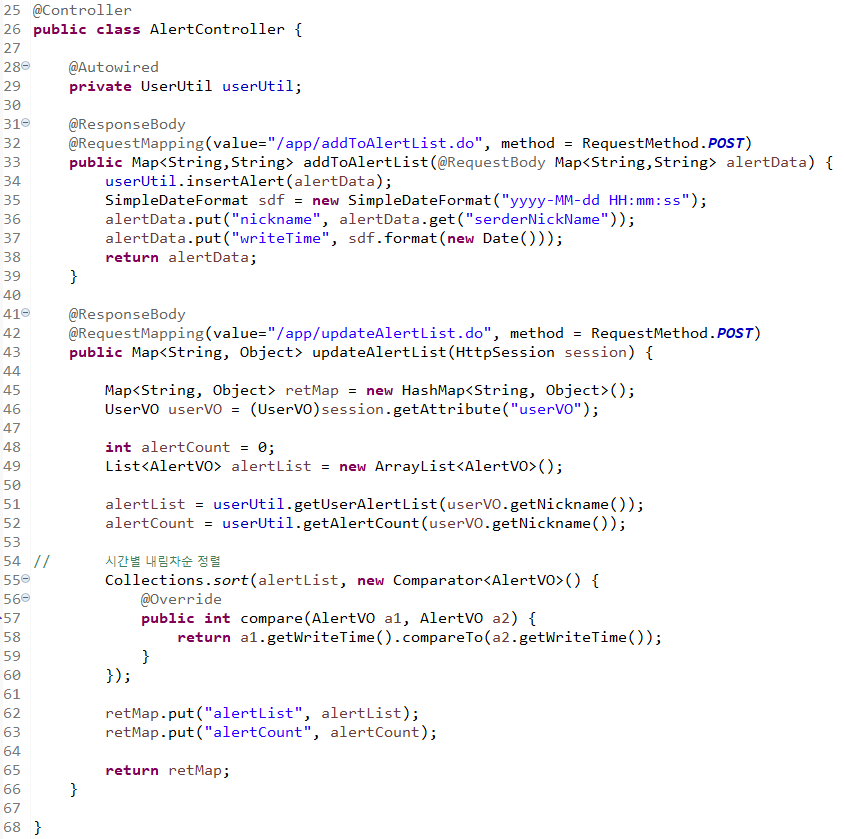 25 @Controller
26 public class AlertController {
27
28 @Autowired
29 private UserUtil userUtil;
30
31 @ResponseBody
32 @RequestMapping(value="/app/addToAlertList.do", method = RequestMethod.POST)
33 public Map<String,String> addToAlertList(@RequestBody Map<String,String> alertData) {
34 userUtil.insertAlert(alertData);
35 SimpleDateFormat sdf = new SimpleDateFormat("yyyy-MM-dd HH:mm:ss");
36 alertData.put("nickname", alertData.get("serderNickName"));
37 alertData.put("writeTime", sdf.format(new Date()));
38 return alertData;
39 }
40
41 @ResponseBody
42 @RequestMapping(value="/app/updateAlertList.do", method = RequestMethod.POST)
43 public Map<String, Object> updateAlertList(HttpSession session) {
44
45 Map<String, Object> retMap = new HashMap<String, Object>();
46 UserVO userVO = (UserVO)session.getAttribute("userVO");
47
48 int alertCount = 0;
49 List<AlertVO> alertList = new ArrayList<AlertVO>();
50
51 alertList = userUtil.getUserAlertList(userVO.getNickname());
52 alertCount = userUtil.getAlertCount(userVO.getNickname());
53
54 // 시간별 내림차순 정렬
55 Collections.sort(alertList, new Comparator<AlertVO>() {
56 @Override
57 public int compare(AlertVO a1, AlertVO a2) {
58 return a1.getWriteTime().compareTo(a2.getWriteTime());
59 }
60 });
61
62 retMap.put("alertList", alertList);
63 retMap.put("alertCount", alertCount);
64
65 return retMap;
66 }
67
68 }